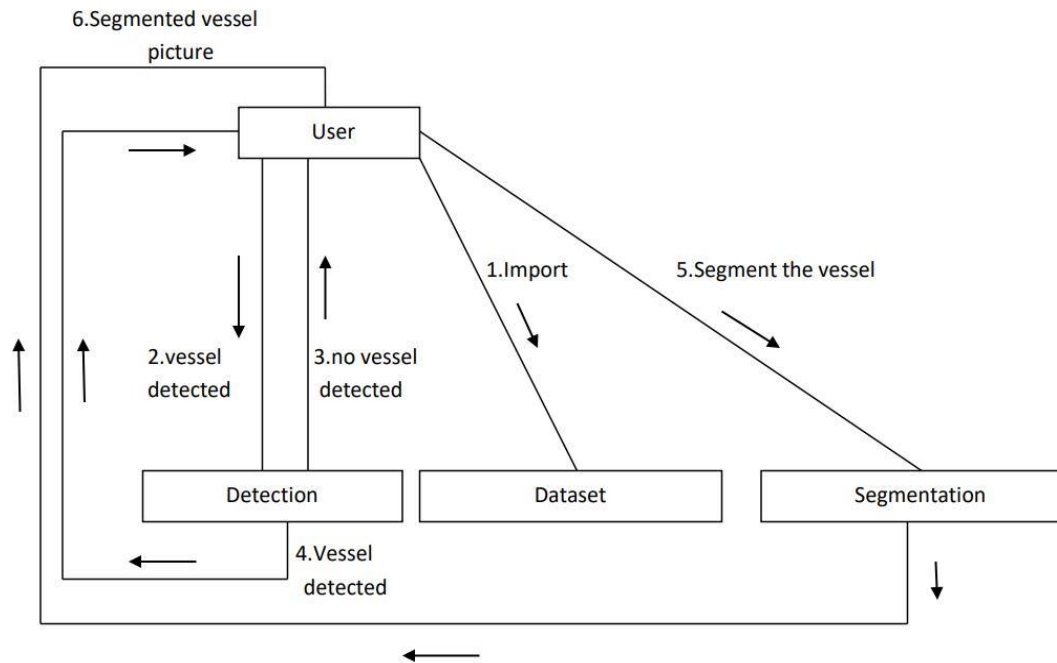 6.Segmented vessel
picture
User
1.Import
5.Segment the vessel
2.vessel
detected
3.no vessel
detected
Detection
Dataset
Segmentation
4.Vessel
detected